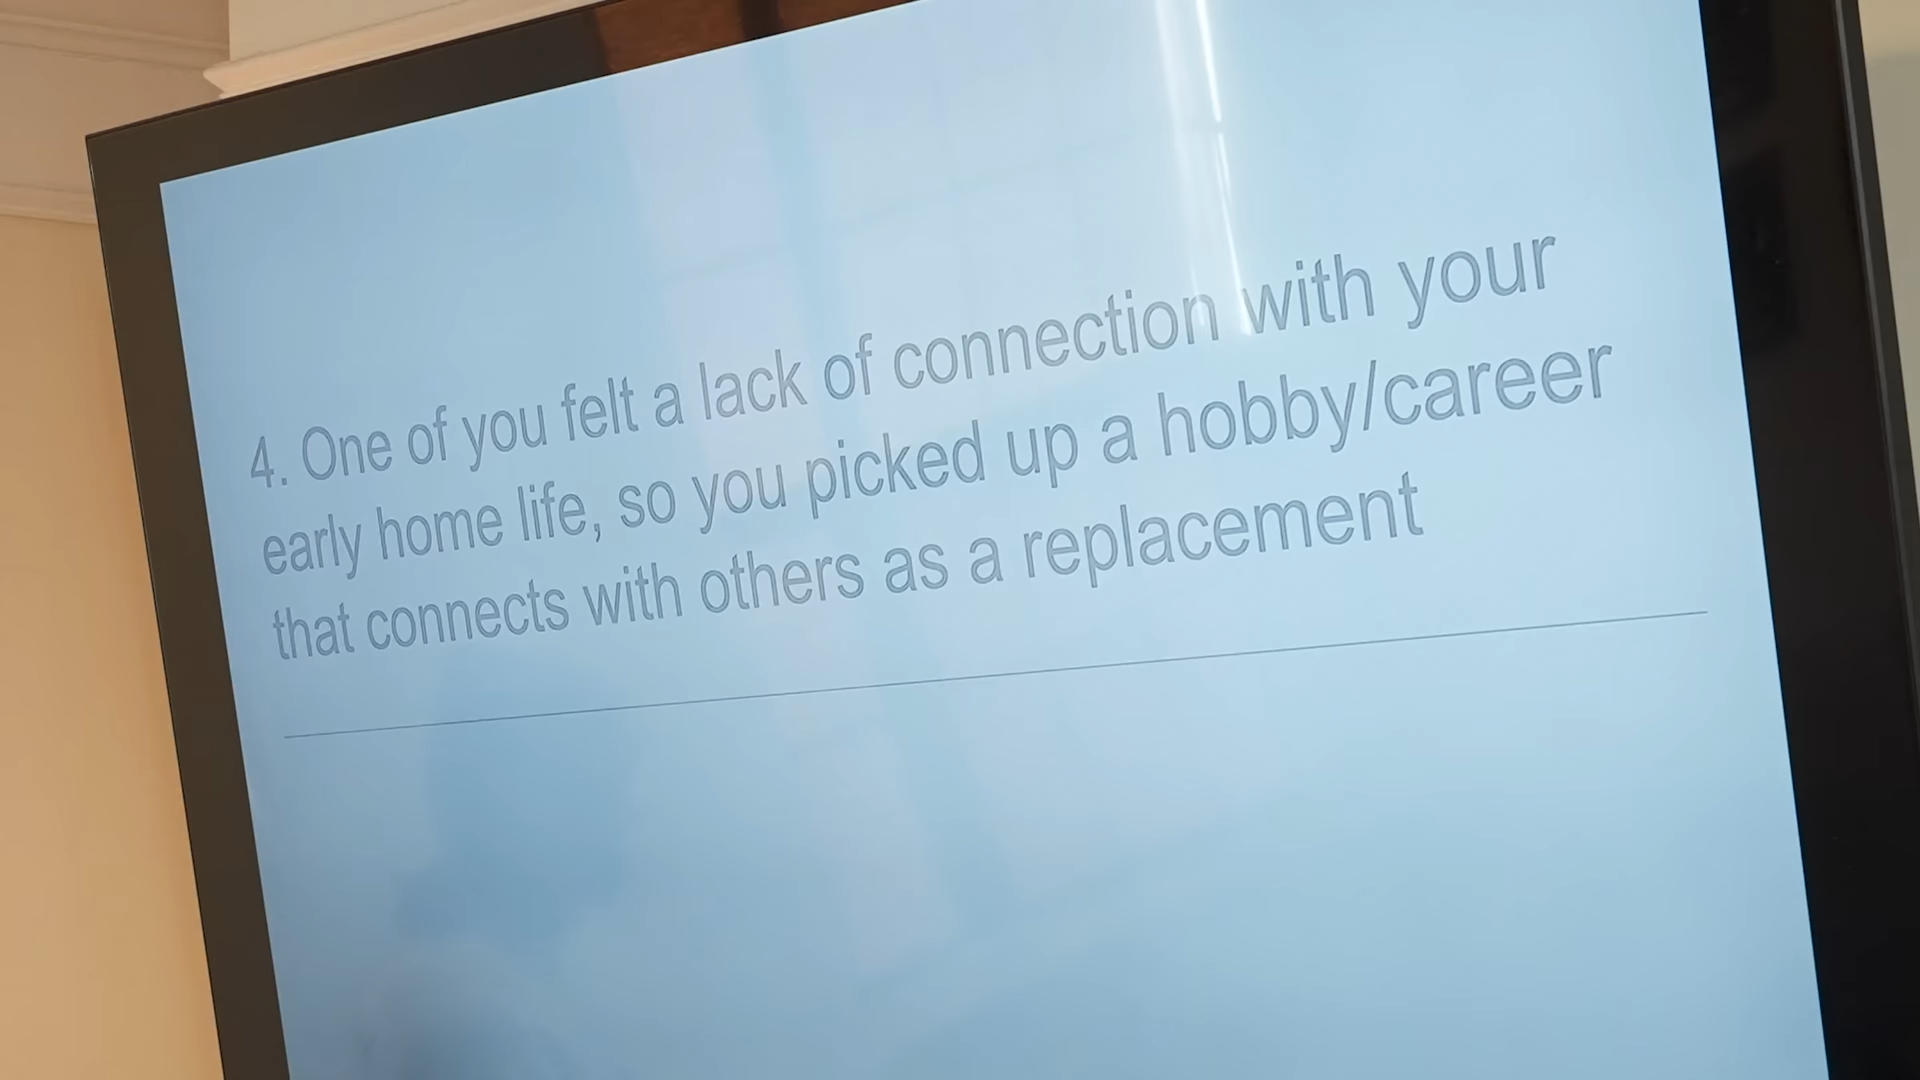 4. One of you felt a lack of connection with your
early home life, so you picked up a hobby/career
that connects with others as a replacement